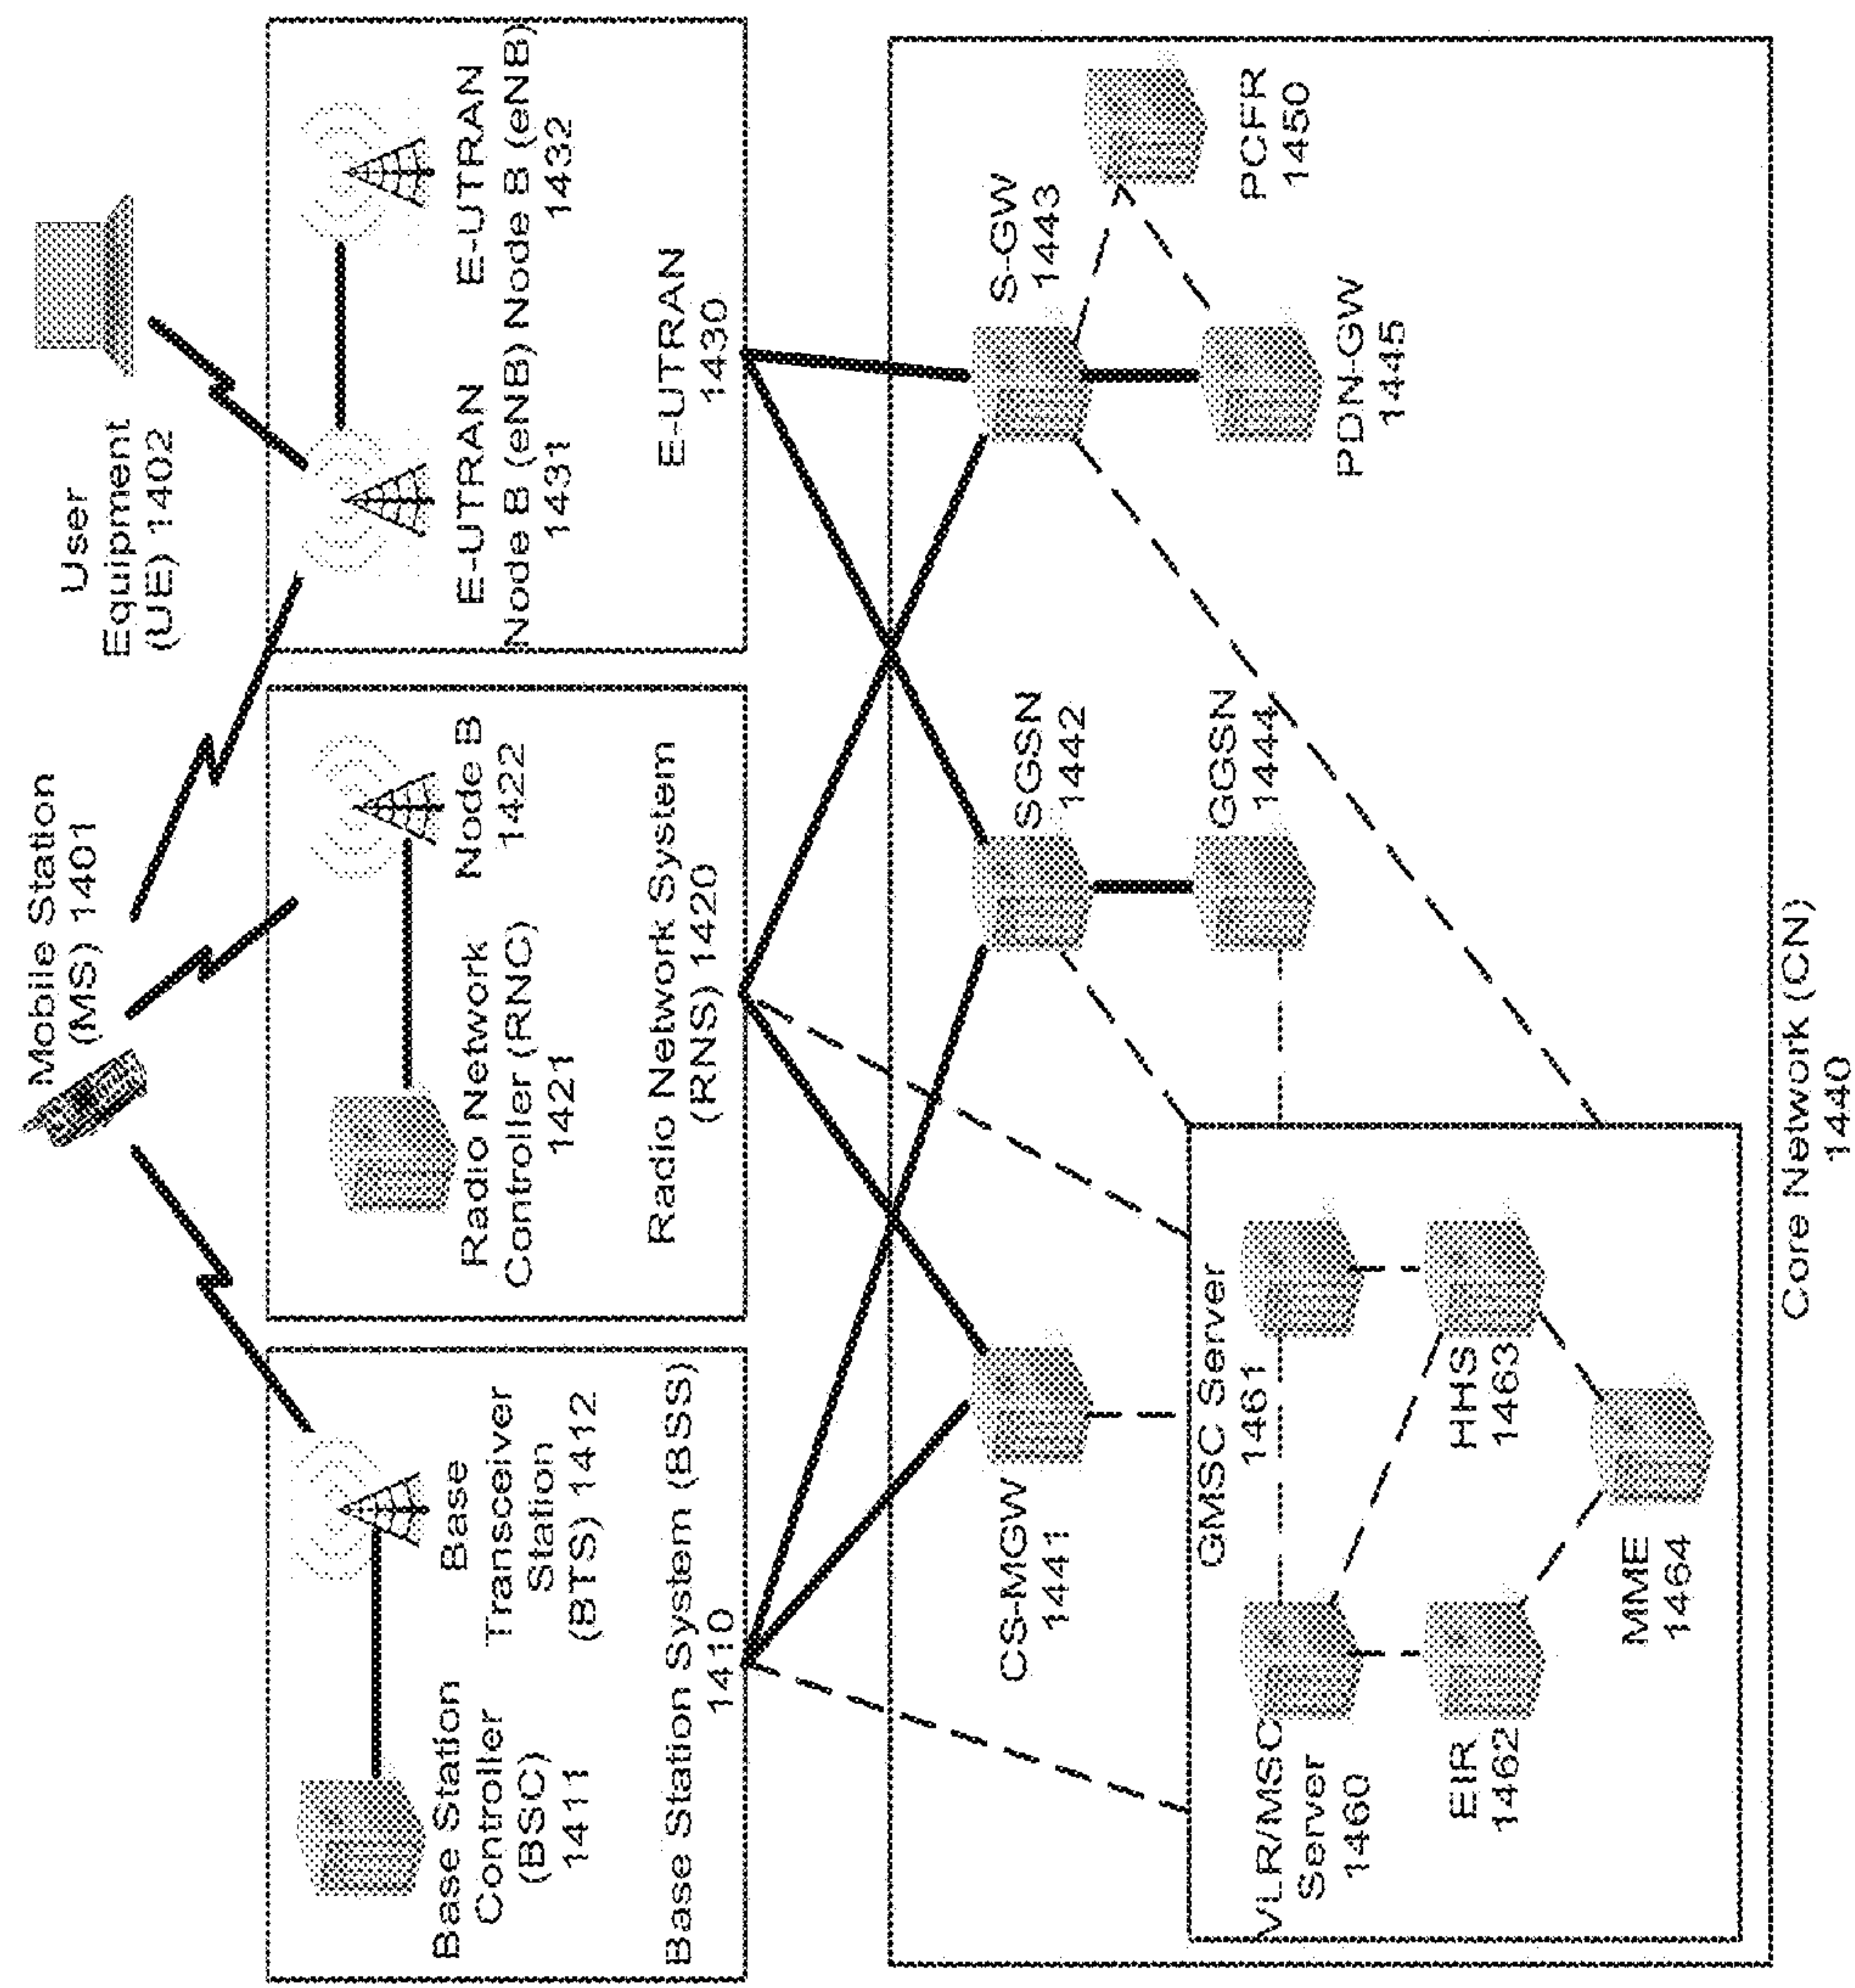 Mobile Station
(MS) 1401
User
Equipment
(UE) 1402
Base Station
Controller
(BSC)
1411
Base
Transceiver
Station
(BTS) 1412
Base Station System (BSS)
1410
Radio Network
Controller (RNC)
1421
Node B
1422
Radio Network System
(RNS) 1420
E-UTRAN
Node B (eNB)
1431
E-UTRAN
Node B (eNB)
1432
E-UTRAN
1430
CS-MGW
1441
SGSN
1442
GGSN
1444
S-GW
1443
PDN-GW
1445
PCFR
1450
GMSC Server
1461
VLR/MSC
Server
1460
EIR
1462
HHS
1463
MME
1464
Core Network (CN)
1440